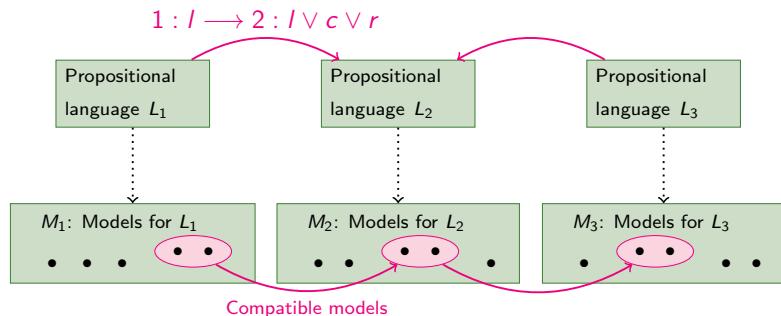 1 : l ⟶ 2 : l ∨ c ∨ r
Propositional
language L₁
Propositional
language L₂
Propositional
language L₃
M₁: Models for L₁
M₂: Models for L₂
M₃: Models for L₃
Compatible models